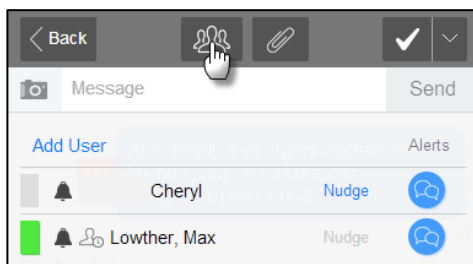 Back
Message Send
Add User Alerts
Cheryl Nudge
Lowther, Max Nudge